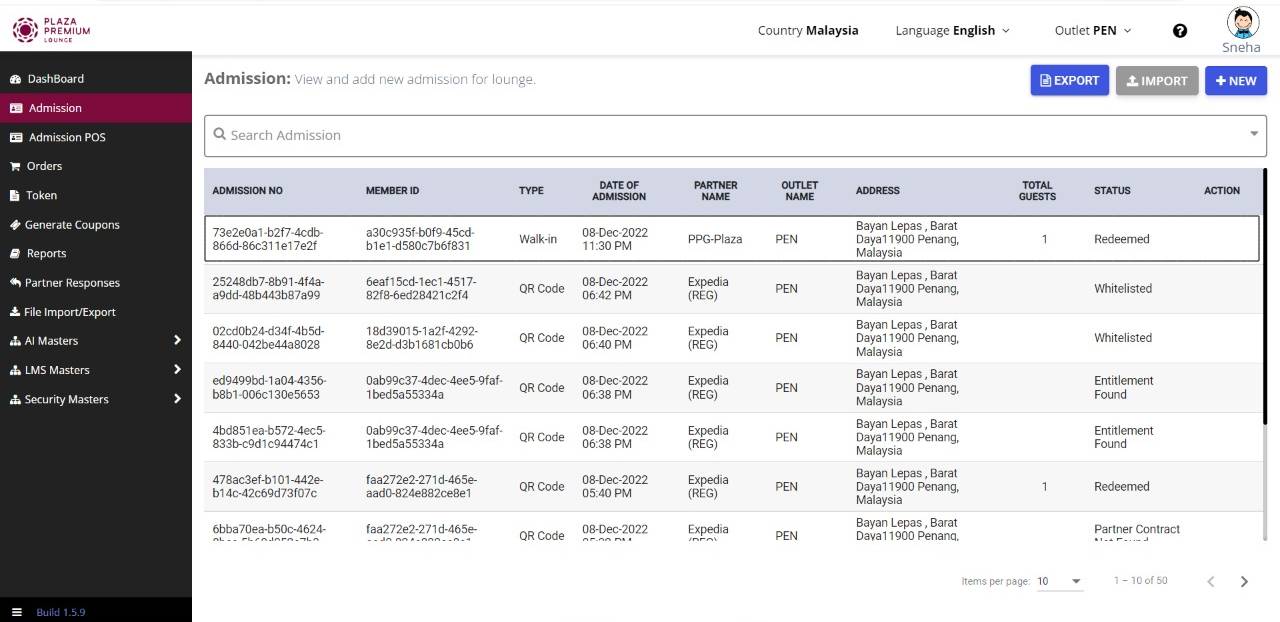 PLAZA
PREMIUM
LOUNGE
Country Malaysia
Language English
Outlet PEN
Sneha
DashBoard
Admission
Admission POS
Orders
Token
Generate Coupons
Reports
Partner Responses
File Import/Export
AI Masters
LMS Masters
Security Masters
Build 1.5.9
Admission: View and add new admission for lounge.
EXPORT
IMPORT
+ NEW
Search Admission
ADMISSION NO
MEMBER ID
TYPE
DATE OF
ADMISSION
PARTNER
NAME
OUTLET
NAME
ADDRESS
TOTAL
GUESTS
STATUS
ACTION
73e2e0a1-b2f7-4cdb-
866d-86c311e17e2f
a30c935f-b0f9-45cd-
b1e1-d580c7b6f831
Walk-in
08-Dec-2022
11:30 PM
PPG-Plaza
PEN
Bayan Lepas , Barat
Daya11900 Penang,
Malaysia
1
Redeemed
25248db7-8b91-4f4a-
a9dd-48b443b87a99
6eaf15cd-1ec1-4517-
82f8-6ed28421c2f4
QR Code
08-Dec-2022
06:42 PM
Expedia
(REG)
PEN
Bayan Lepas , Barat
Daya11900 Penang,
Malaysia
Whitelisted
02cd0b24-d34f-4b5d-
8440-042be44a8028
18d39015-1a2f-4292-
8e2d-d3b1681cb0b6
QR Code
08-Dec-2022
06:40 PM
Expedia
(REG)
PEN
Bayan Lepas , Barat
Daya11900 Penang,
Malaysia
Whitelisted
ed9499bd-1a04-4356-
b8b1-006c130e5653
0ab99c37-4dec-4ee5-9faf-
1bed5a55334a
QR Code
08-Dec-2022
06:38 PM
Expedia
(REG)
PEN
Bayan Lepas , Barat
Daya11900 Penang,
Malaysia
Entitlement
Found
4bd851ea-b572-4ec5-
833b-c9d1c94474c1
0ab99c37-4dec-4ee5-9faf-
1bed5a55334a
QR Code
08-Dec-2022
06:38 PM
Expedia
(REG)
PEN
Bayan Lepas , Barat
Daya11900 Penang,
Malaysia
Entitlement
Found
478ac3ef-b101-442e-
b14c-42c69d73f07c
faa272e2-271d-465e-
aad0-824e882ce8e1
QR Code
08-Dec-2022
05:40 PM
Expedia
(REG)
PEN
Bayan Lepas , Barat
Daya11900 Penang,
Malaysia
1
Redeemed
6bba70ea-b50c-4624-
faa272e2-271d-465e-
QR Code
08-Dec-2022
Expedia
PEN
Bayan Lepas , Barat
Daya11900 Penang,
Partner Contract
Items per page: 10
1 – 10 of 50